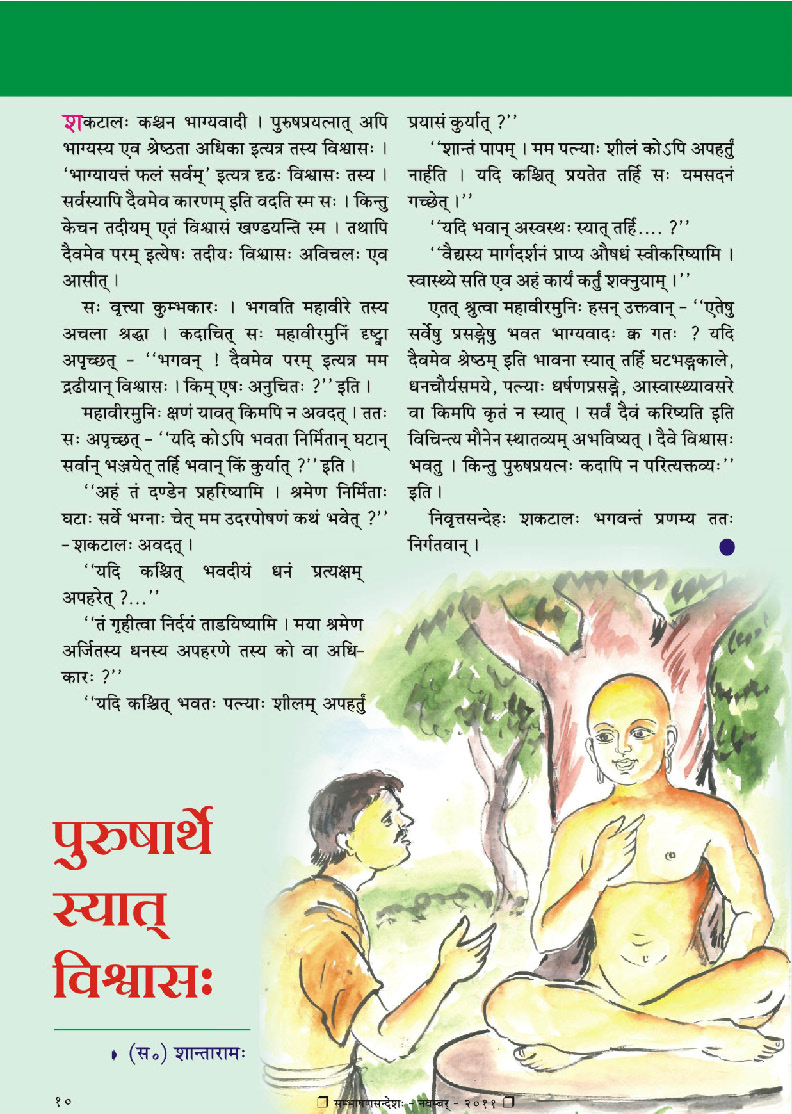 शकटालः कश्चन भाग्यवादी । पुरुषप्रयत्नात् अपि
भाग्यस्य एव श्रेष्ठता अधिका इत्यत्र तस्य विश्वासः ।
‘भाग्यायत्तं फलं सर्वम्’ इत्यत्र दृढः विश्वासः तस्य ।
सर्वस्यापि दैवमेव कारणम् इति वदति स्म सः । किन्तु
केचन तदीयम् एतं विश्वासं खण्डयन्ति स्म । तथापि
दैवमेव परम् इत्येषः तदीयः विश्वासः अविचलः एव
आसीत् ।
सः वृत्त्या कुम्भकारः । भगवति महावीरे तस्य
अचला श्रद्धा । कदाचित् सः महावीरमुनिं दृष्ट्वा
अपृच्छत् - ‘‘भगवन् ! दैवमेव परम् इत्यत्र मम
द्रढीयान् विश्वासः । किम् एषः अनुचितः ?’’ इति ।
महावीरमुनिः क्षणं यावत् किमपि न अवदत् । ततः
सः अपृच्छत् - ‘‘यदि कोऽपि भवता निर्मितान् घटान्
सर्वान् भञ्जयेत् तर्हि भवान् किं कुर्यात् ?’’ इति ।
‘‘अहं तं दण्डेन प्रहरिष्यामि । श्रमेण निर्मिताः
घटाः सर्वे भग्नाः चेत् मम उदरपोषणं कथं भवेत् ?’’
- शकटालः अवदत् ।
‘‘यदि कश्चित् भवदीयं धनं प्रत्यक्षम्
अपहरेत् ?...’’
‘‘तं गृहीत्वा निर्दयं ताडयिष्यामि । मया श्रमेण
अर्जितस्य धनस्य अपहरणे तस्य को वा अधि-
कारः ?’’
‘‘यदि कश्चित् भवतः पत्न्याः शीलम् अपहर्तुं
प्रयासं कुर्यात् ?’’
‘‘शान्तं पापम् । मम पत्न्याः शीलं कोऽपि अपहर्तुं
नार्हति । यदि कश्चित् प्रयतेत तर्हि सः यमसदनं
गच्छेत् ।’’
‘‘यदि भवान् अस्वस्थः स्यात् तर्हि.... ?’’
‘‘वैद्यस्य मार्गदर्शनं प्राप्य औषधं स्वीकरिष्यामि ।
स्वास्थ्ये सति एव अहं कार्यं कर्तुं शक्नुयाम् ।’’
एतत् श्रुत्वा महावीरमुनिः हसन् उक्तवान् - ‘‘एतेषु
सर्वेषु प्रसङ्गेषु भवत भाग्यवादः क्व गतः ? यदि
दैवमेव श्रेष्ठम् इति भावना स्यात् तर्हि घटभङ्गकाले,
धनचौर्यसमये, पत्न्याः धर्षणप्रसङ्गे, आस्वास्थ्यावसरे
वा किमपि कृतं न स्यात् । सर्वं दैवं करिष्यति इति
विचिन्त्य मौनेन स्थातव्यम् अभविष्यत् । दैवे विश्वासः
भवतु । किन्तु पुरुषप्रयत्नः कदापि न परित्यक्तव्यः’’
इति ।
निवृत्तसन्देहः शकटालः भगवन्तं प्रणम्य ततः
निर्गतवान् ।
पुरुषार्थे
स्यात्
विश्वासः
(स०) शान्तारामः
१०
सम्भाषणसन्देशः - नवम्बर् - २०११